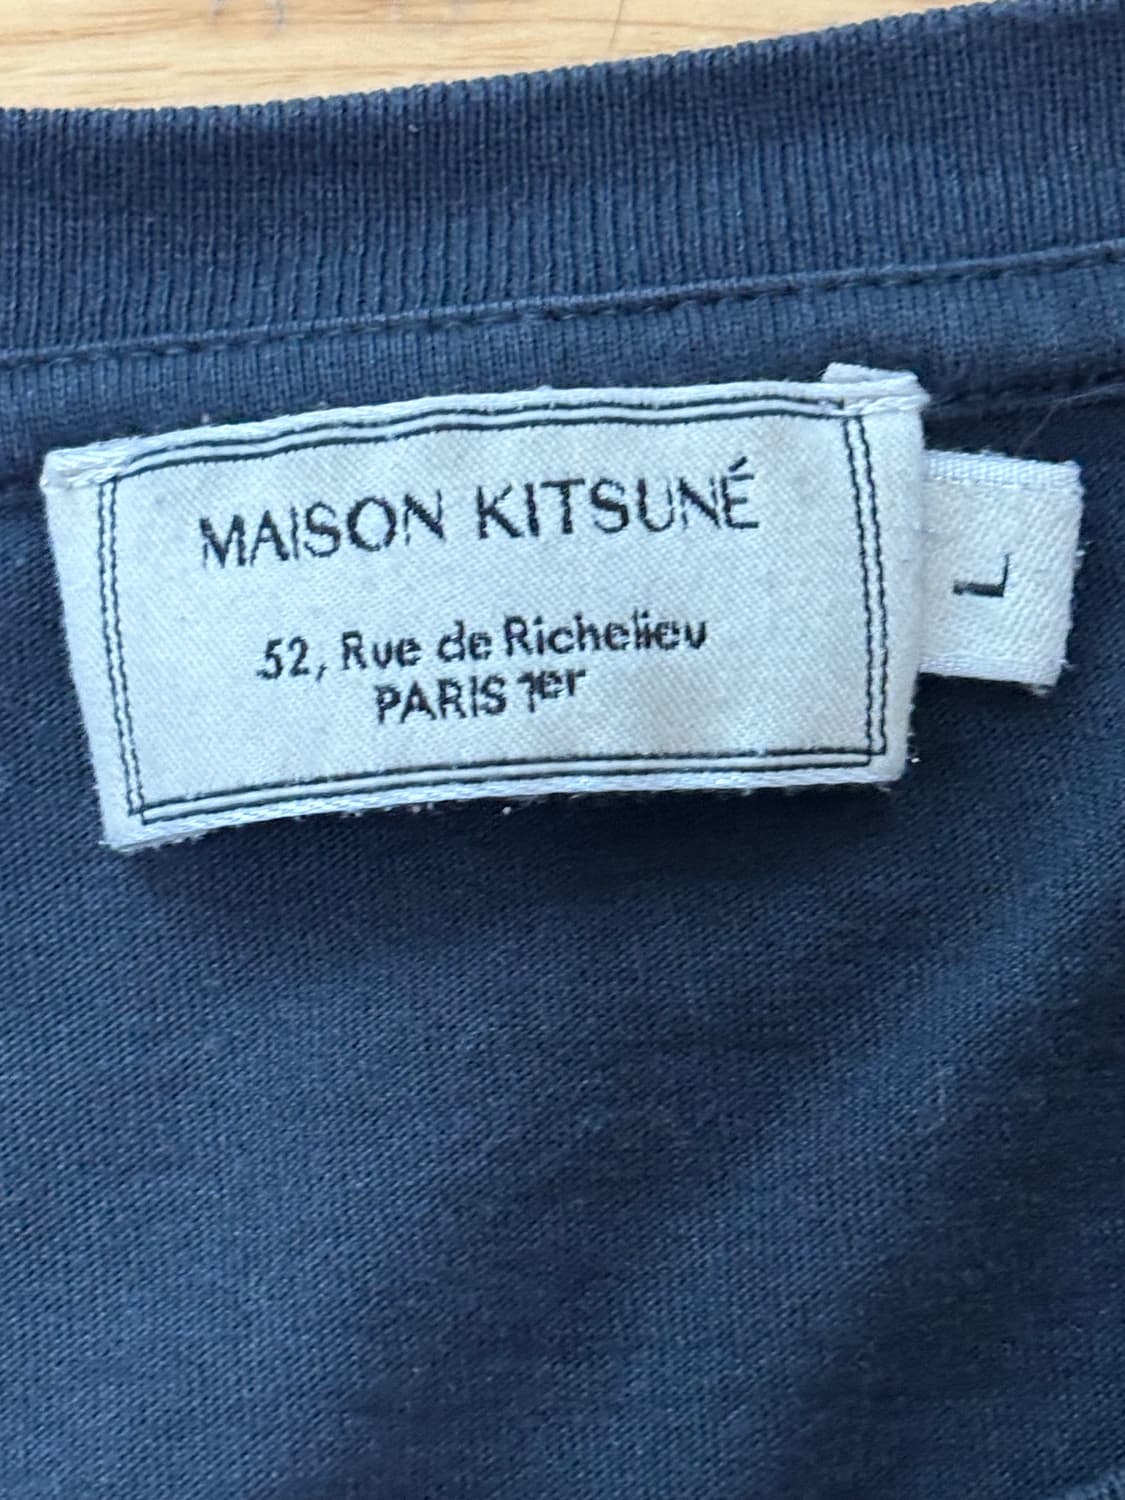 MAISON KITSUNÉ
52, Rue de Richelieu
PARIS 1er
L